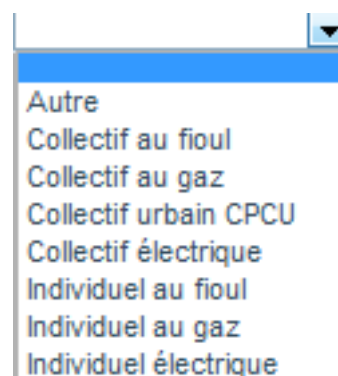 Autre
Collectif au fioul
Collectif au gaz
Collectif urbain CPCU
Collectif électrique
Individuel au fioul
Individuel au gaz
Individuel électrique